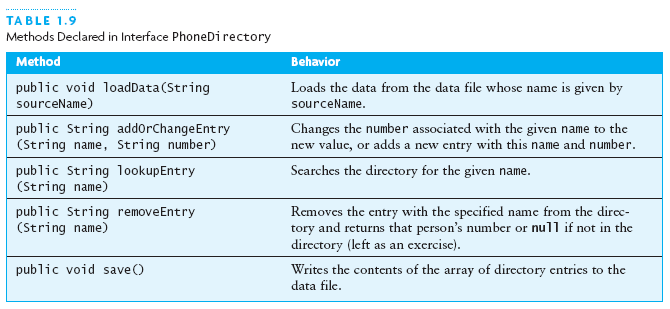 TABLE 1.9
Methods Declared in Interface PhoneDirectory
Method Behavior
public void loadData(String Loads the data from the data file whose name is given by
sourceName) sourceName.
public String addOrChangeEntry Changes the number associated with the given name to the
(String name, String number) new value, or adds a new entry with this name and number.
public String lookupEntry Searches the directory for the given name.
(String name)
public String removeEntry Removes the entry with the specified name from the direc-
(String name) tory and returns that person's number or null if not in the
directory (left as an exercise).
public void save() Writes the contents of the array of directory entries to the
data file.